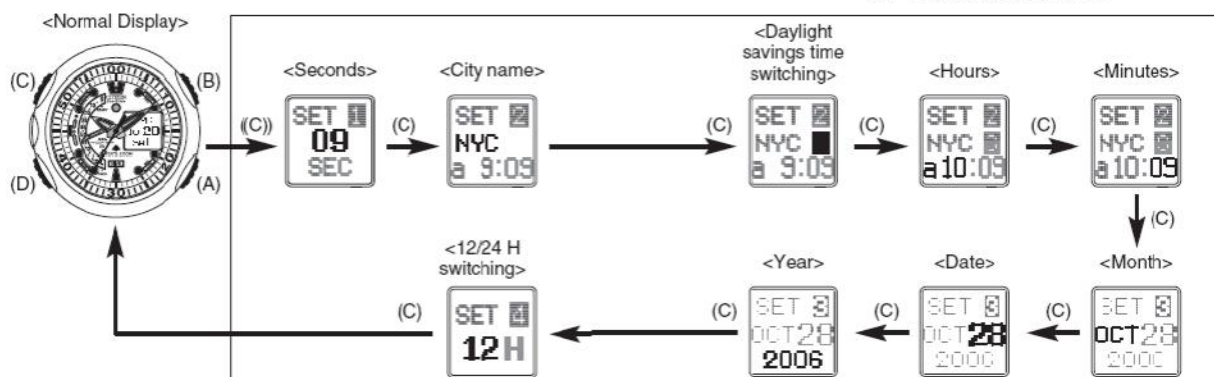 <Normal Display>
(C)
(B)
(D)
(A)
((C))
<Seconds>
SET 1
09
SEC
(C)
<City name>
SET 2
NYC
a 9:09
(C)
<Daylight
savings time
switching>
SET 2
NYC
a 9:09
(C)
<Hours>
SET 2
NYC
a10:09
(C)
<Minutes>
SET 2
NYC
a10:09
(C)
<Month>
SET 3
OCT28
2006
(C)
<Date>
SET 3
OCT28
2006
(C)
<Year>
SET 3
OCT28
2006
(C)
<12/24 H
switching>
SET 4
12H
(C)